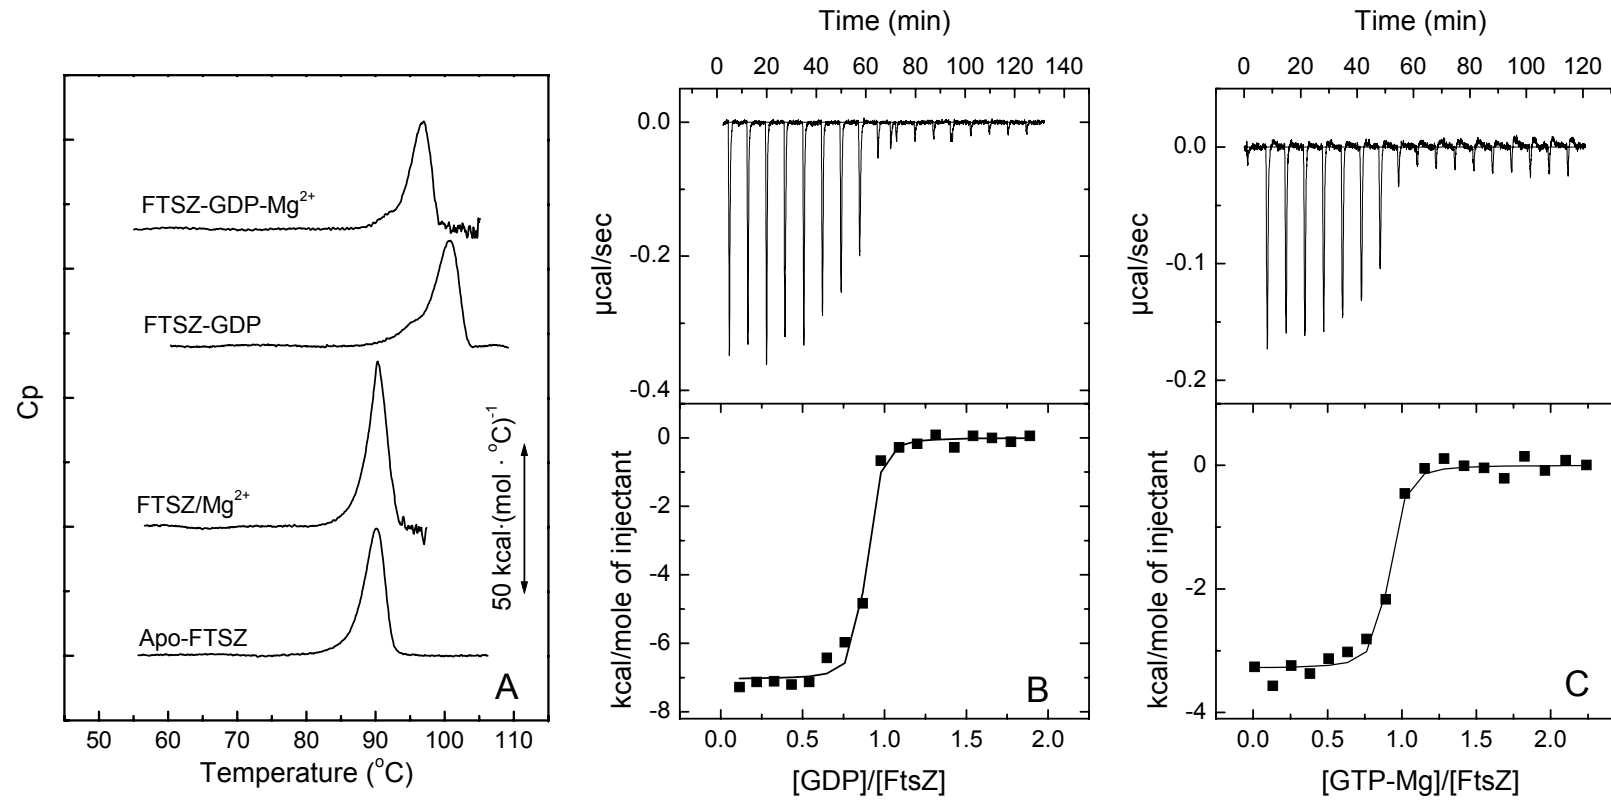 Cp
FTSZ-GDP-Mg2+
FTSZ-GDP
FTSZ/Mg2+
Apo-FTSZ
50 kcal·(mol · °C)-1
A
50 60 70 80 90 100 110
Temperature (°C)
Time (min)
0 20 40 60 80 100 120 140
µcal/sec
0.0
-0.2
-0.4
kcal/mole of injectant
0
-2
-4
-6
-8
B
0.0 0.5 1.0 1.5 2.0
[GDP]/[FtsZ]
Time (min)
0 20 40 60 80 100 120
µcal/sec
0.0
-0.1
-0.2
kcal/mole of injectant
0
-2
-4
C
0.0 0.5 1.0 1.5 2.0
[GTP-Mg]/[FtsZ]